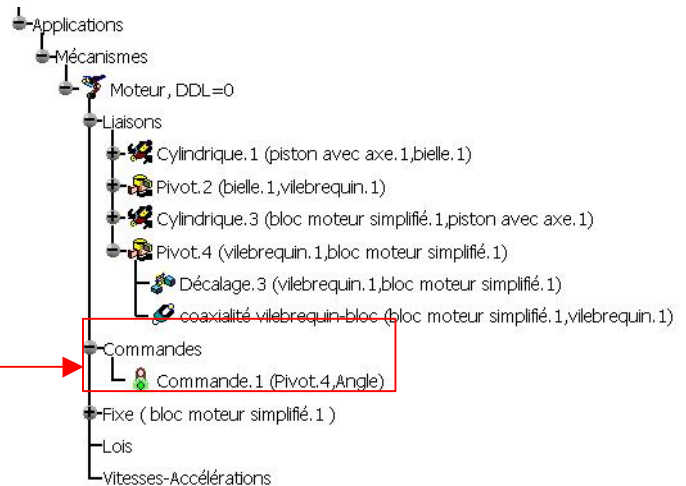 Applications
Mécanismes
Moteur, DDL=0
Liaisons
Cylindrique.1 (piston avec axe.1,bielle.1)
Pivot.2 (bielle.1,vilebrequin.1)
Cylindrique.3 (bloc moteur simplifié.1,piston avec axe.1)
Pivot.4 (vilebrequin.1,bloc moteur simplifié.1)
Décalage.3 (vilebrequin.1,bloc moteur simplifié.1)
coaxialité vilebrequin-bloc (bloc moteur simplifié.1,vilebrequin.1)
Commandes
Commande.1 (Pivot.4,Angle)
Fixe ( bloc moteur simplifié.1 )
Lois
Vitesses-Accélérations